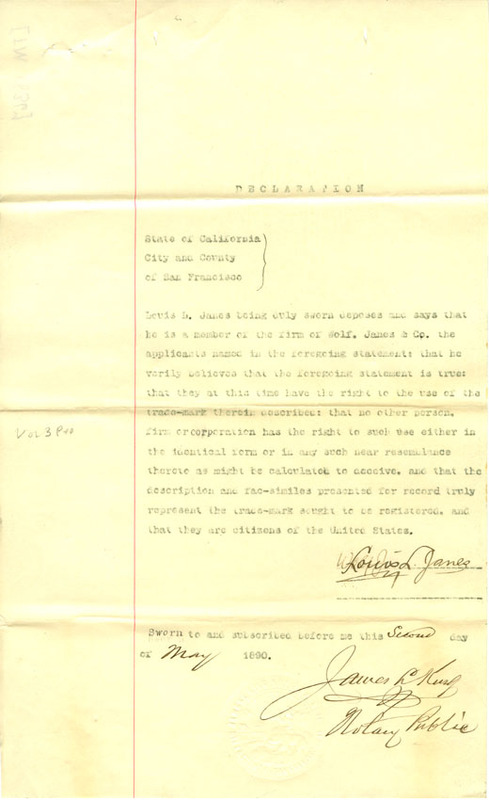 DECLARATION
State of California
City and County
of San Francisco
Louis L. Janes being duly sworn deposes and says that
he is a member of the firm of Wolf, Janes & Co. the
applicants named in the foregoing statement; that he
verily believes that the foregoing statement is true;
that they at this time have the right to the use of the
trade-mark therein described; that no other person,
firm orcorporation has the right to such use either in
the identical form or in any such near resemblance
thereto as might be calculated to deceive, and that the
description and fac-similes presented for record truly
represent the trade-mark sought to be registered, and
that they are citizens of the United States.
Louis L. Janes
Sworn to and subscribed before me this Second day
of May 1890.
James L. King
Notary Public
Vol 3